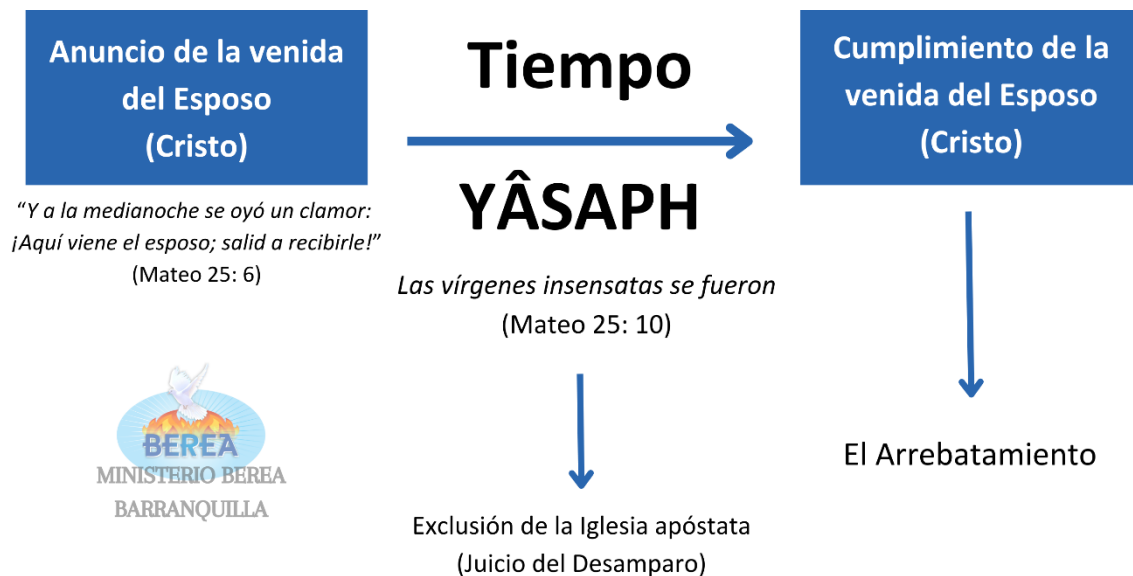 Anuncio de la venida
del Esposo
(Cristo)
“Y a la medianoche se oyó un clamor:
¡Aquí viene el esposo; salid a recibirle!”
(Mateo 25: 6)
Tiempo
YÂSAPH
Las vírgenes insensatas se fueron
(Mateo 25: 10)
Exclusión de la Iglesia apóstata
(Juicio del Desamparo)
Cumplimiento de la
venida del Esposo
(Cristo)
El Arrebatamiento
BEREA
MINISTERIO BEREA
BARRANQUILLA